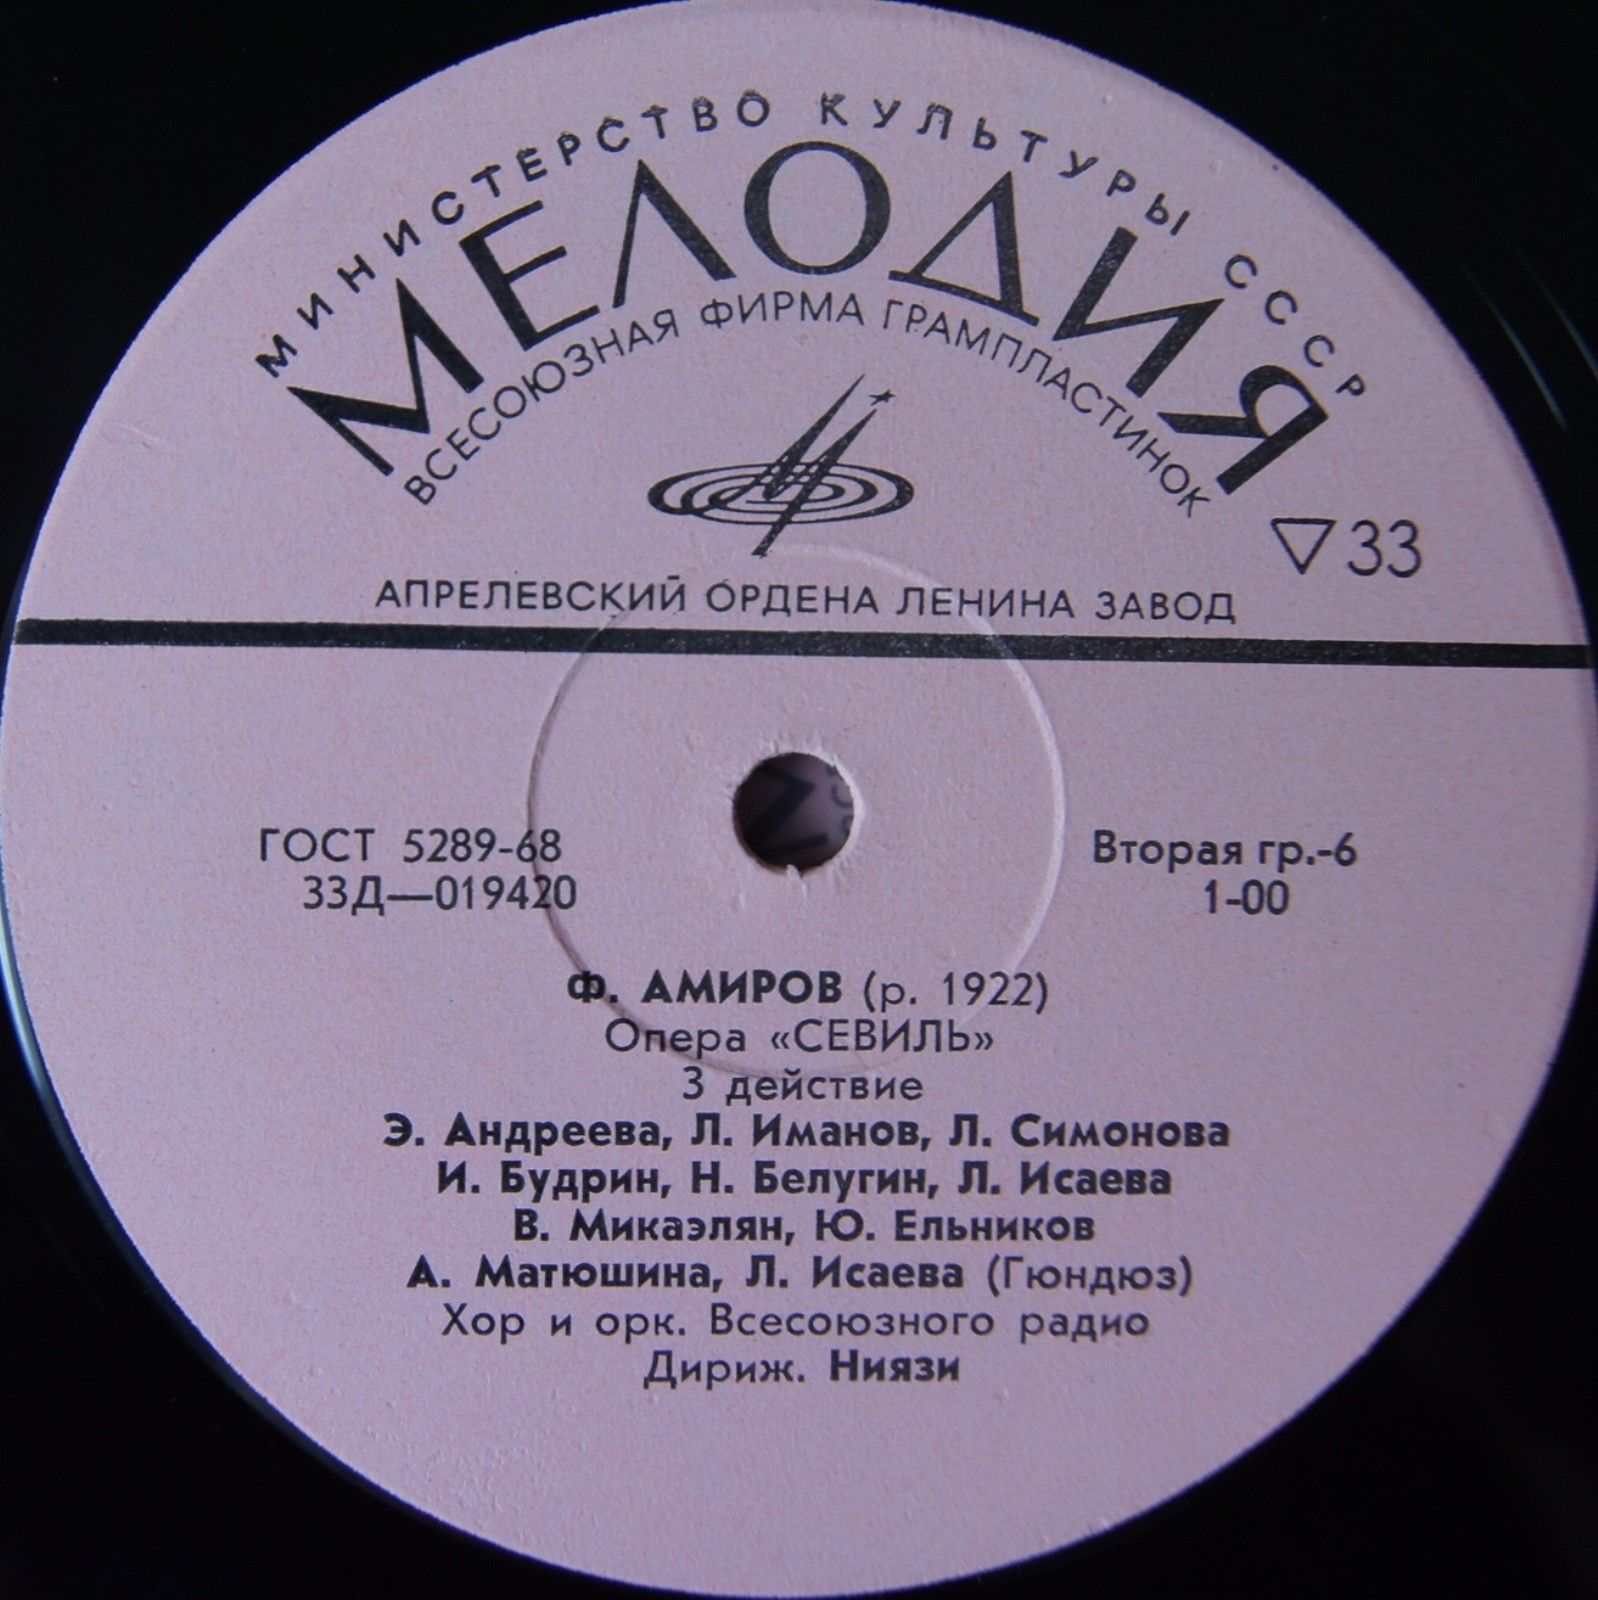 МИНИСТЕРСТВО КУЛЬТУРЫ СССР
МЕЛОДИЯ
ВСЕСОЮЗНАЯ ФИРМА ГРАМПЛАСТИНОК
▽33
АПРЕЛЕВСКИЙ ОРДЕНА ЛЕНИНА ЗАВОД
ГОСТ 5289-68
33Д—019420
Вторая гр.-6
1-00
Ф. АМИРОВ (р. 1922)
Опера «СЕВИЛЬ»
3 действие
Э. Андреева, Л. Иманов, Л. Симонова
И. Будрин, Н. Белугин, Л. Исаева
В. Микаэлян, Ю. Ельников
А. Матюшина, Л. Исаева (Гюндюз)
Хор и орк. Всесоюзного радио
Дириж. Ниязи